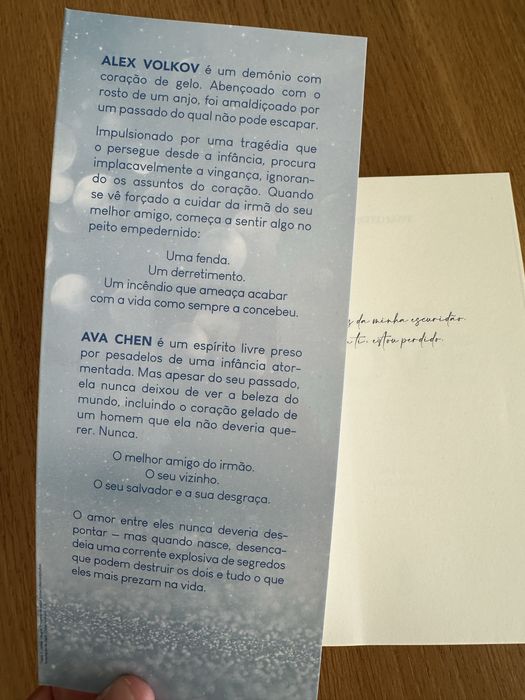 ALEX VOLKOV é um demónio com
coração de gelo. Abençoado com o
rosto de um anjo, foi amaldiçoado por
um passado do qual não pode escapar.
Impulsionado por uma tragédia que
o persegue desde a infância, procura
implacavelmente a vingança, ignoran-
do os assuntos do coração. Quando
se vê forçado a cuidar da irmã do seu
melhor amigo, começa a sentir algo no
peito empedernido:
Uma fenda.
Um derretimento.
Um incêndio que ameaça acabar
com a vida como sempre a concebeu.
AVA CHEN é um espírito livre preso
por pesadelos de uma infância ator-
mentada. Mas apesar do seu passado,
ela nunca deixou de ver a beleza do
mundo, incluindo o coração gelado de
um homem que ela não deveria que-
rer. Nunca.
O melhor amigo do irmão.
O seu vizinho.
O seu salvador e a sua desgraça.
O amor entre eles nunca deveria des-
pontar – mas quando nasce, desenca-
deia uma corrente explosiva de segredos
que podem destruir os dois e tudo o que
eles mais prezam na vida.
da minha escuridão.
ti, estou perdido.